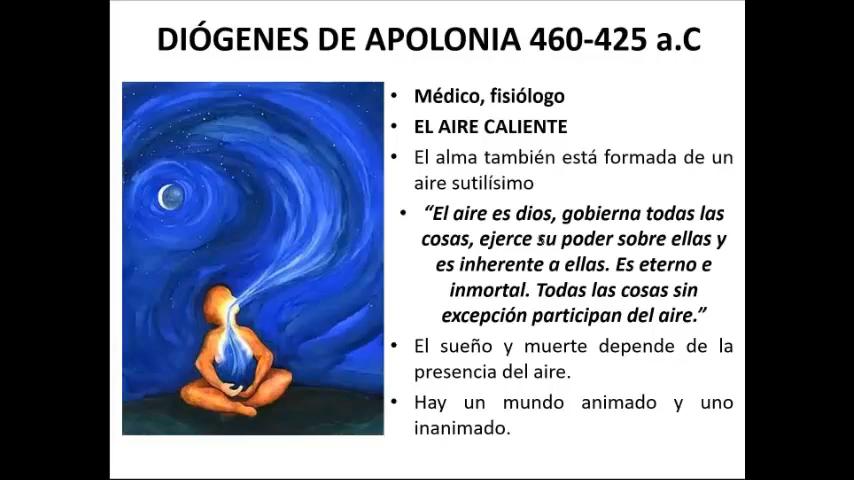 DIÓGENES DE APOLONIA 460-425 a.C
• Médico, fisiólogo
• EL AIRE CALIENTE
• El alma también está formada de un
aire sutilísimo
• “El aire es dios, gobierna todas las
cosas, ejerce su poder sobre ellas y
es inherente a ellas. Es eterno e
inmortal. Todas las cosas sin
excepción participan del aire.”
• El sueño y muerte depende de la
presencia del aire.
• Hay un mundo animado y uno
inanimado.